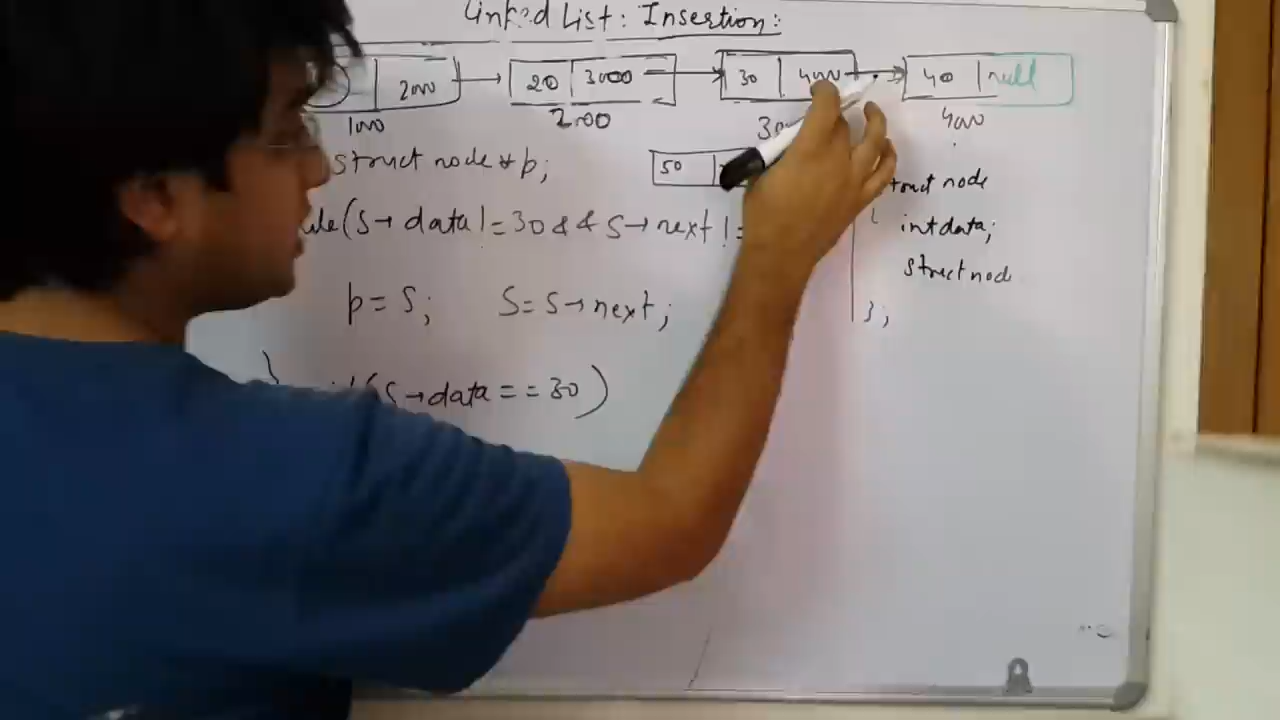 Linked List: Insertion:
2000 20 3000 30 4000 40 null
1000 2000 4000
struct node * p; 50
(S→data != 30 && S→next !=
node
int data;
struct node
p = S; S = S→next;
};
} (S→data == 30)